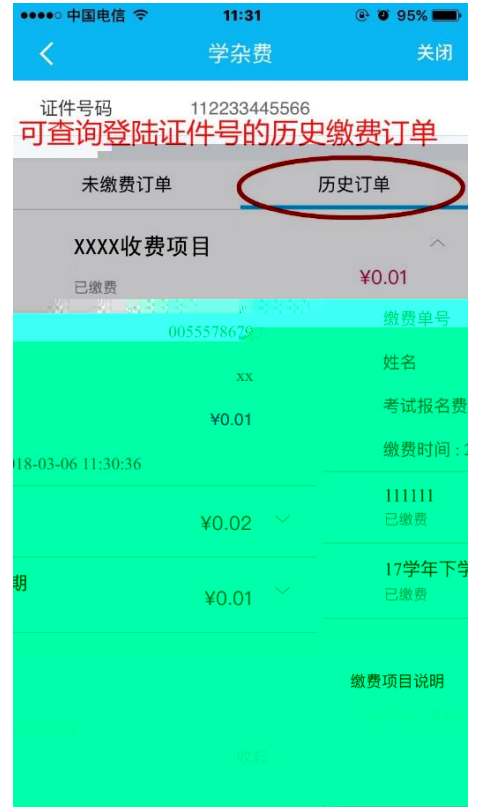 中国电信 11:31 95%
学杂费 关闭
证件号码 112233445566
可查询登陆证件号的历史缴费订单
未缴费订单 历史订单
XXXX收费项目
已缴费 ¥0.01
缴费单号
0055578679
姓名
xx
考试报名费
¥0.01
缴费时间：2
18-03-06 11:30:36
111111
已缴费
¥0.02
17学年下学
期
已缴费
¥0.01
缴费项目说明
收起